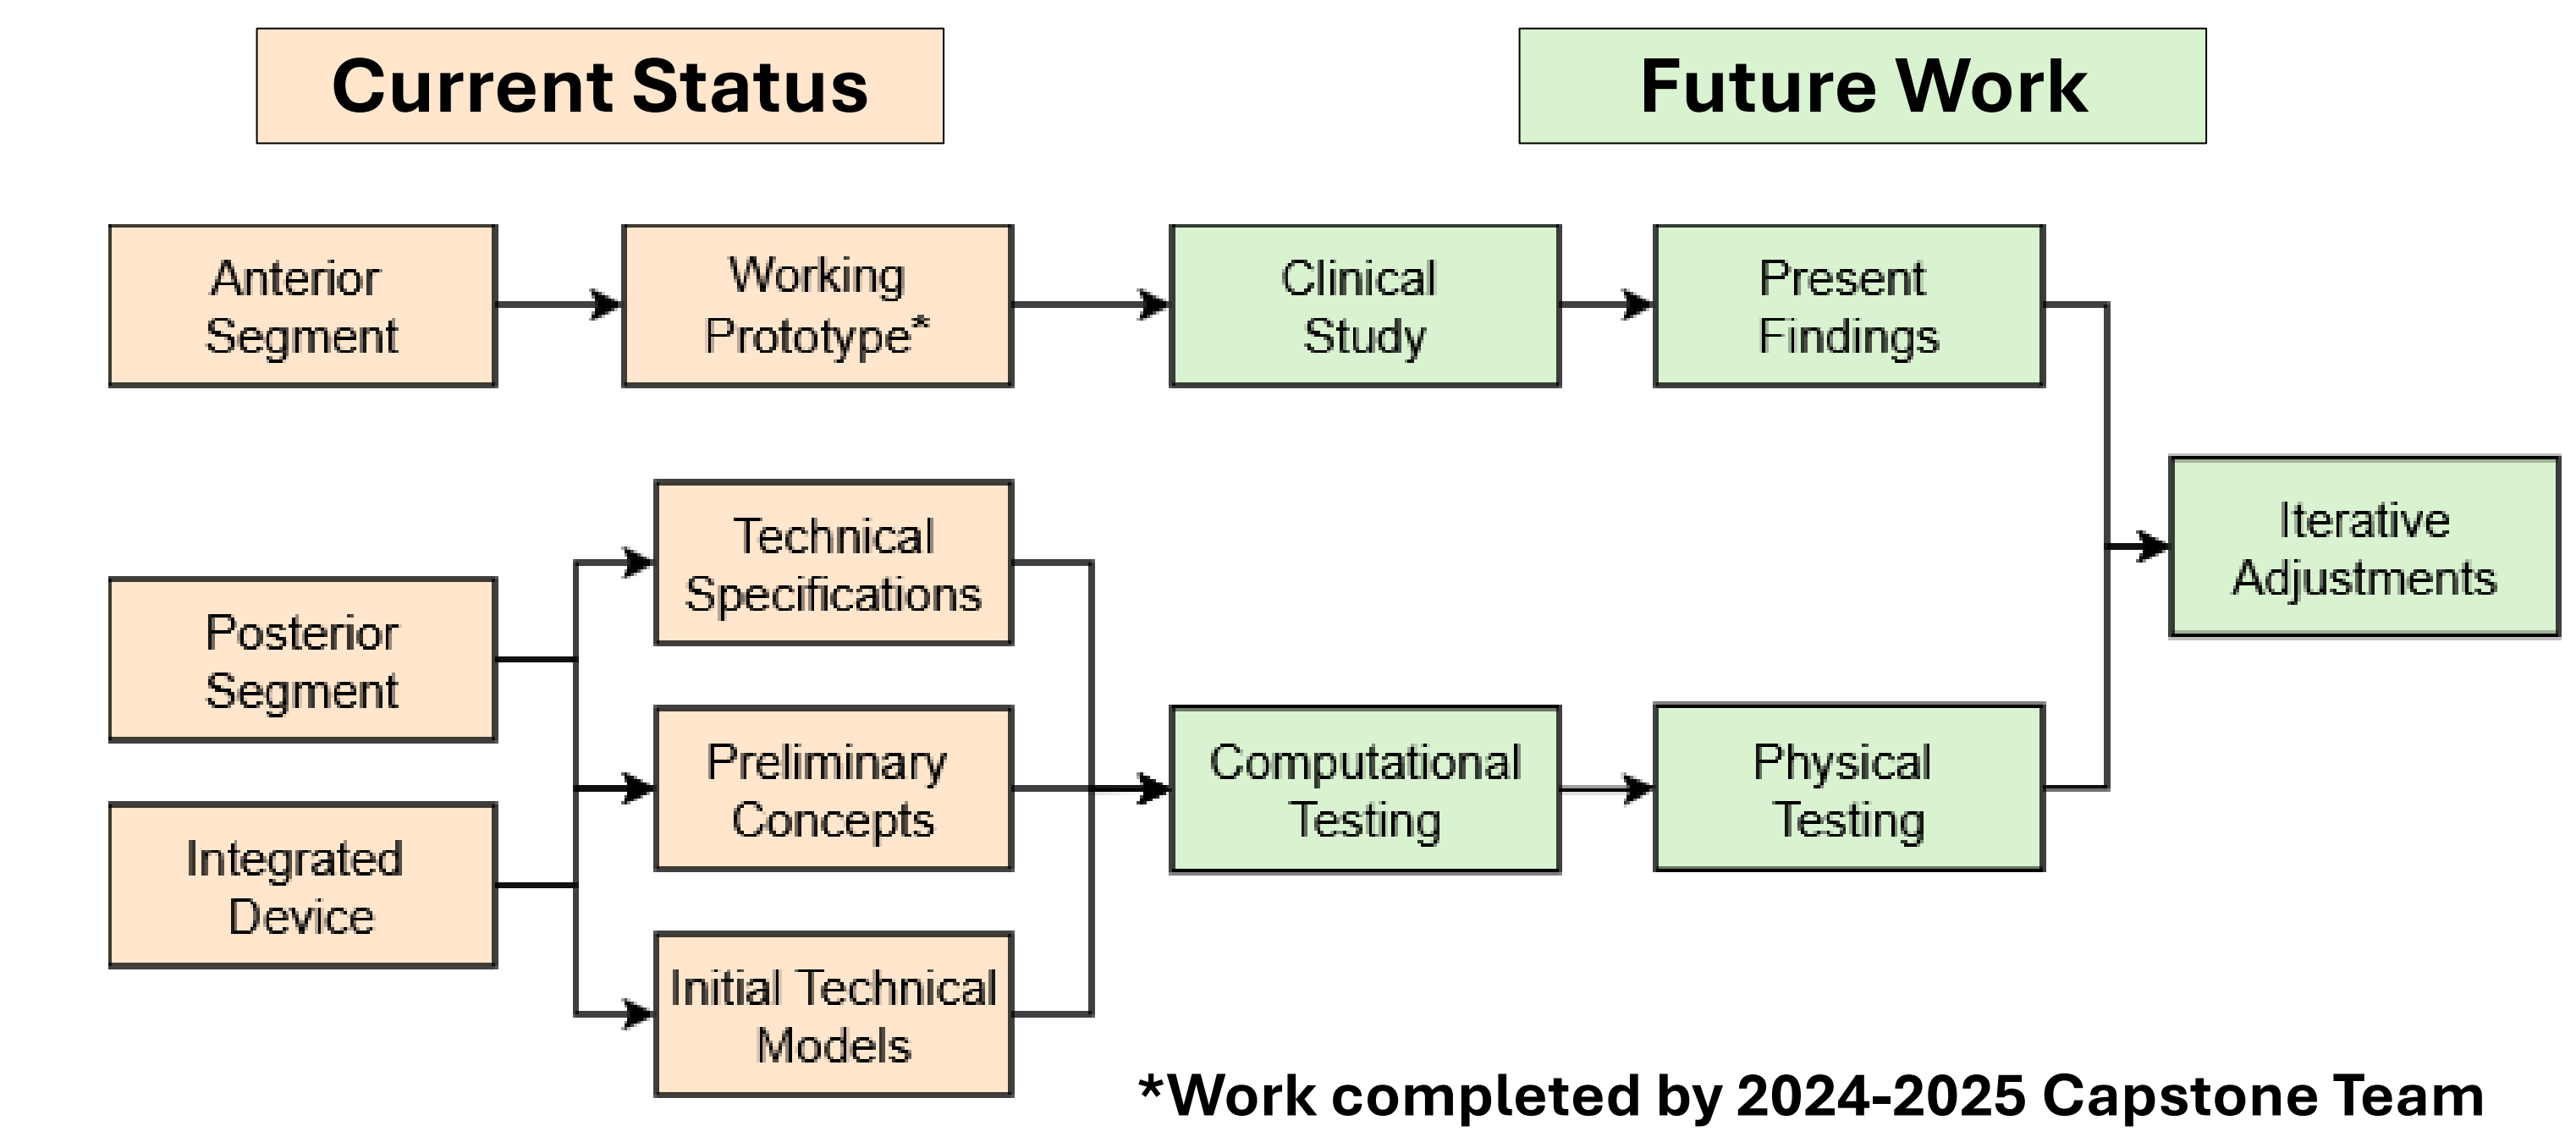 Current Status
Future Work
Anterior
Segment
Working
Prototype*
Clinical
Study
Present
Findings
Technical
Specifications
Iterative
Adjustments
Posterior
Segment
Preliminary
Concepts
Computational
Testing
Physical
Testing
Integrated
Device
Initial Technical
Models
*Work completed by 2024-2025 Capstone Team